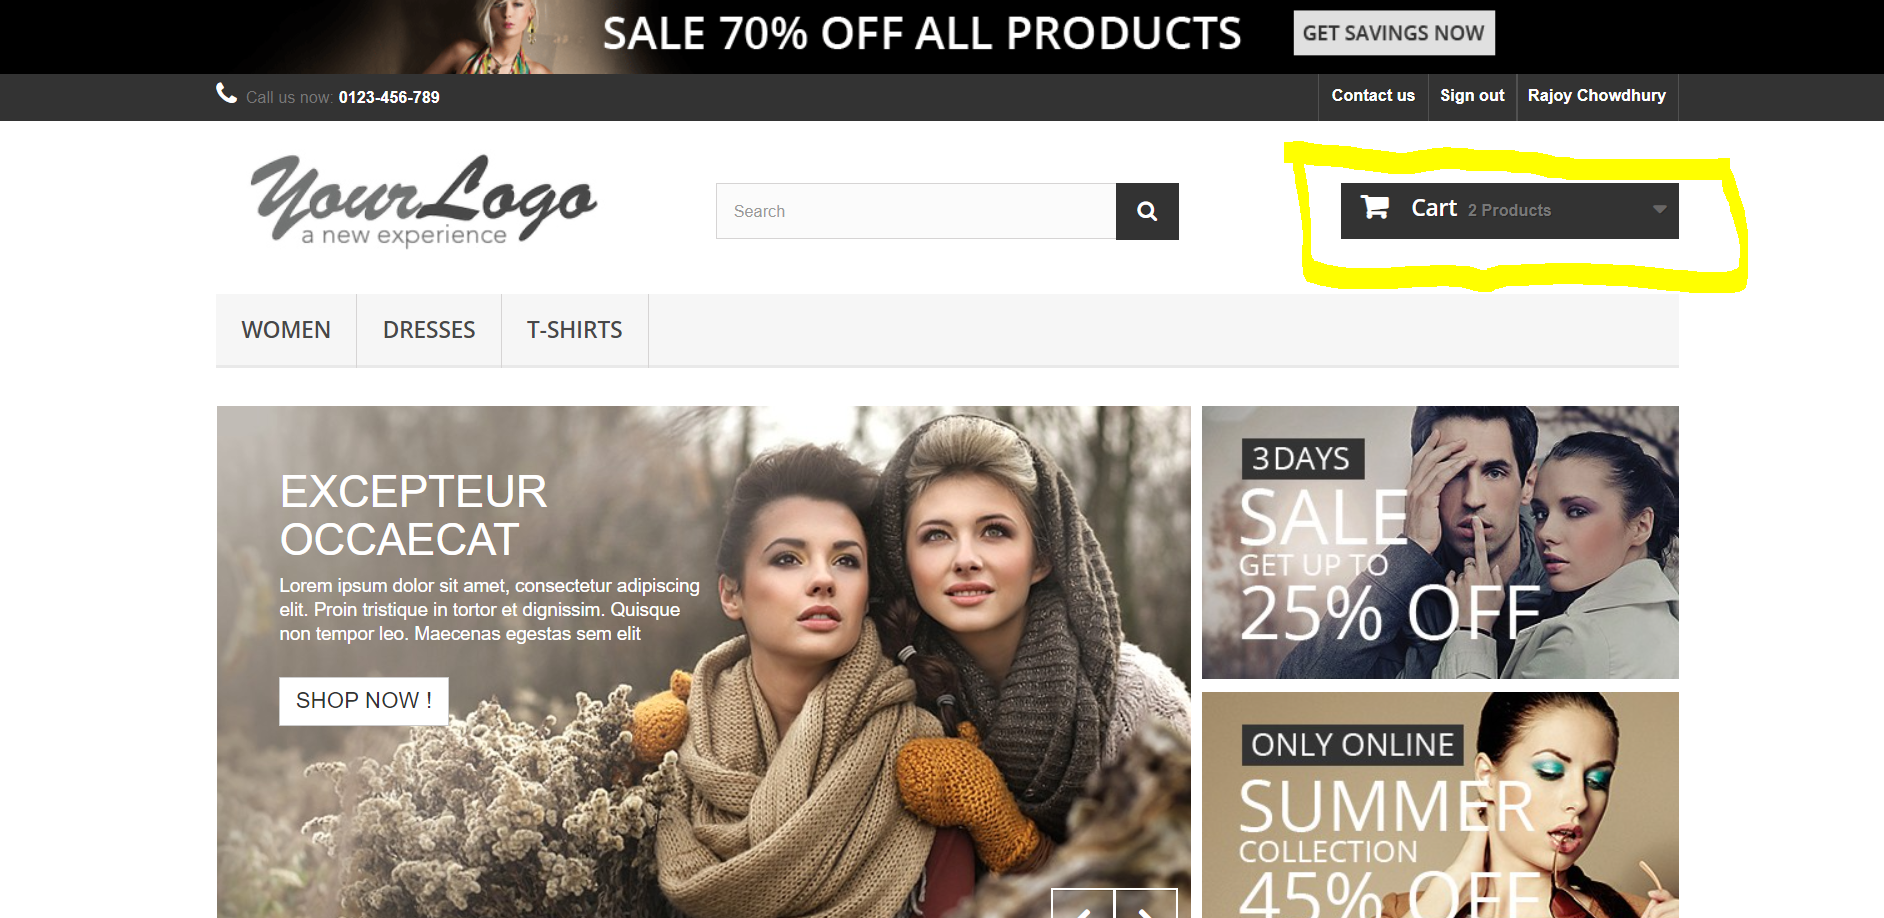 SALE 70% OFF ALL PRODUCTS
GET SAVINGS NOW
Call us now: 0123-456-789
Contact us
Sign out
Rajoy Chowdhury
YourLogo
a new experience
Search
Cart 2 Products
WOMEN
DRESSES
T-SHIRTS
EXCEPTEUR
OCCAECAT
Lorem ipsum dolor sit amet, consectetur adipiscing
elit. Proin tristique in tortor et dignissim. Quisque
non tempor leo. Maecenas egestas sem elit
SHOP NOW !
3 DAYS
SALE
GET UP TO
25% OFF
ONLY ONLINE
SUMMER
COLLECTION
45% OFF